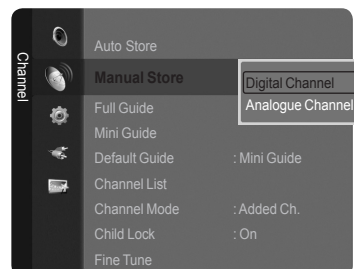 Channel
Auto Store
Manual Store
Digital Channel
Analogue Channel
Full Guide
Mini Guide
Default Guide : Mini Guide
Channel List
Channel Mode : Added Ch.
Child Lock : On
Fine Tune